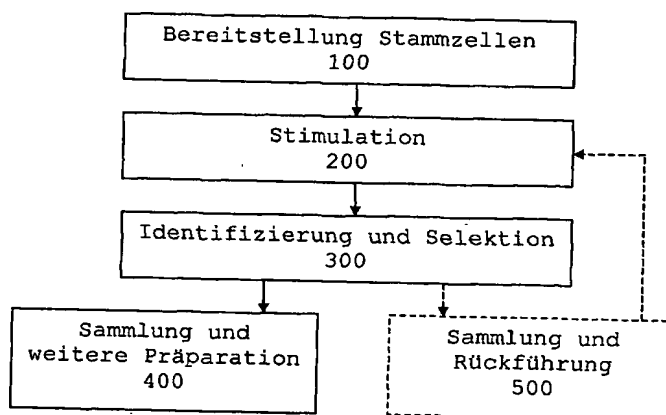 Bereitstellung Stammzellen
100
Stimulation
200
Identifizierung und Selektion
300
Sammlung und
weitere Präparation
400
Sammlung und
Rückführung
500